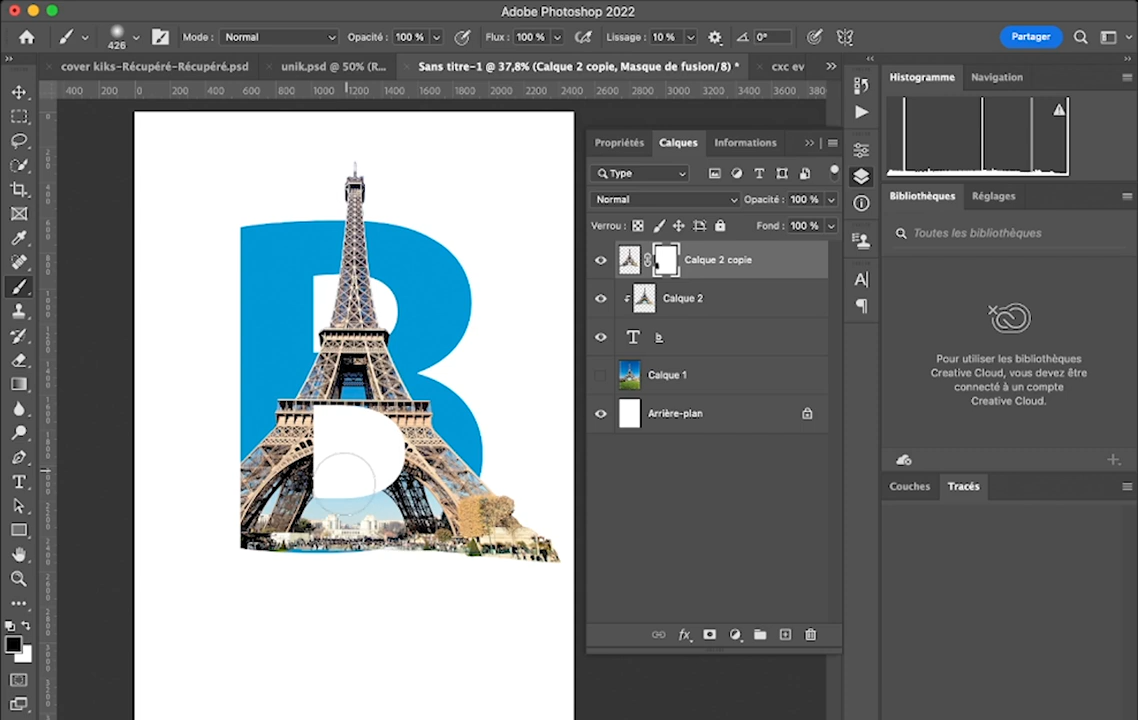 Adobe Photoshop 2022
426
Mode : Normal
Opacité : 100 %
Flux : 100 %
Lissage : 10 %
0°
Partager
cover kiks-Récupéré-Récupéré.psd
unik.psd @ 50% (R...
Sans titre-1 @ 37,8% (Calque 2 copie, Masque de fusion/8) *
cxc ev
400 200 0 200 400 600 800 1000 1200 1400 1600 1800 2000 2200 2400 2600 2800 3000 3200 3400 3600 380
B
Propriétés
Calques
Informations
Type
Normal
Opacité : 100 %
Verrou :
Fond : 100 %
Calque 2 copie
Calque 2
T b
Calque 1
Arrière-plan
fx
Histogramme
Navigation
Bibliothèques
Réglages
Toutes les bibliothèques
Pour utiliser les bibliothèques
Creative Cloud, vous devez être
connecté à un compte
Creative Cloud.
Couches
Tracés